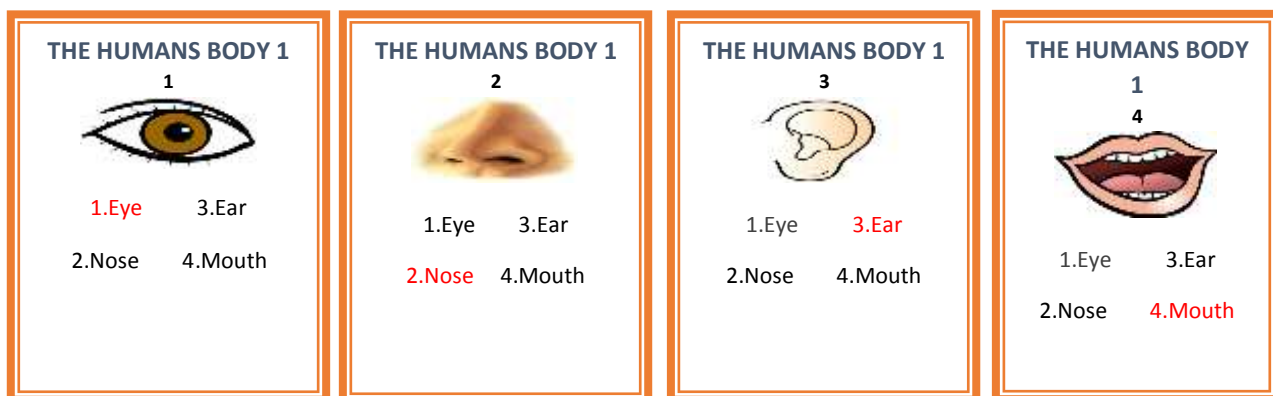 THE HUMANS BODY 1
1
1.Eye 3.Ear
2.Nose 4.Mouth
THE HUMANS BODY 1
2
1.Eye 3.Ear
2.Nose 4.Mouth
THE HUMANS BODY 1
3
1.Eye 3.Ear
2.Nose 4.Mouth
THE HUMANS BODY
1
4
1.Eye 3.Ear
2.Nose 4.Mouth